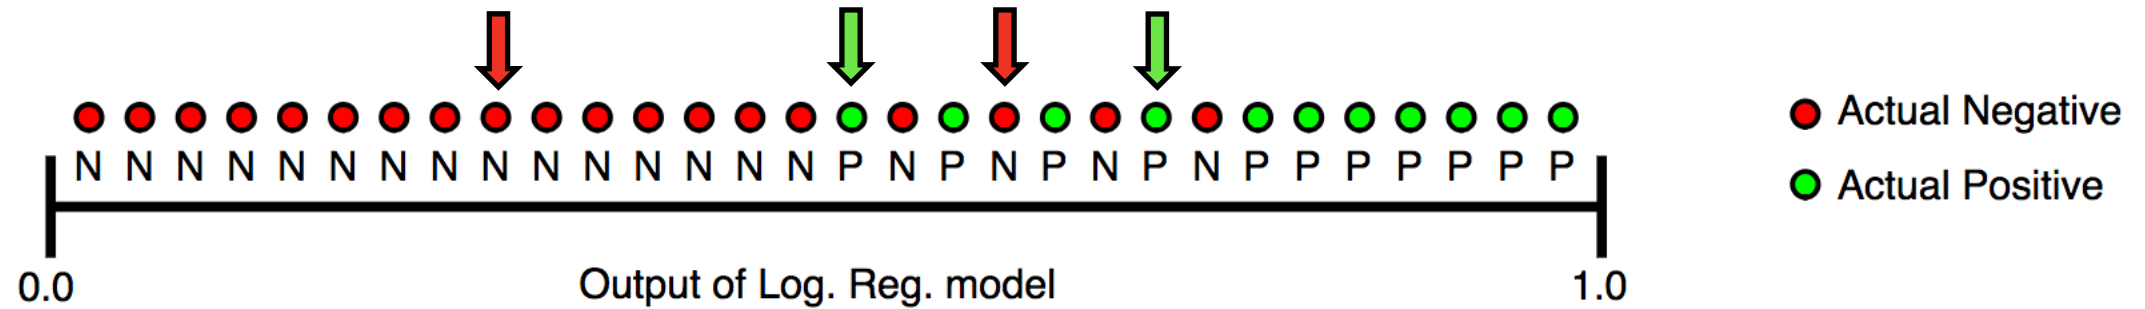 N N N N N N N N N N N N N N N P N P N P N P N P P P P P P P
0.0 Output of Log. Reg. model 1.0
Actual Negative
Actual Positive